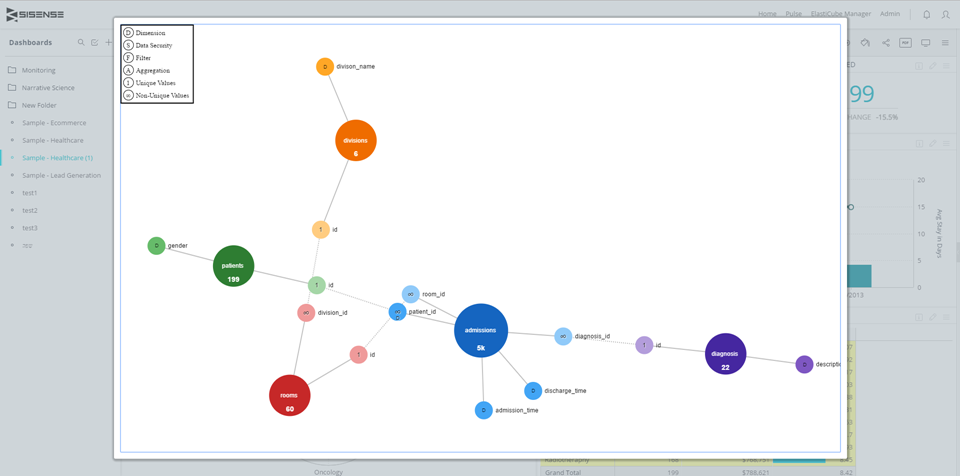 SISENSE
Home Pulse ElastiCube Manager Admin
Dashboards
Monitoring
Narrative Science
New Folder
Sample - Ecommerce
Sample - Healthcare
Sample - Healthcare (1)
Sample - Lead Generation
test1
test2
test3
D Dimension
S Data Security
F Filter
A Aggregation
1 Unique Values
∞ Non-Unique Values
D divison_name
divisions
6
1 id
D gender
patients
199
1 id
∞ room_id
∞ division_id
∞ patient_id
D
admissions
5k
∞ diagnosis_id
1 id
diagnosis
22
D
1 id
rooms
60
D discharge_time
D admission_time
ED
99
HANGE -15.5%
20
15
10
5
0
Avg Stay in Days
/2013
Oncology
Grand Total 199 $788,621 8.42